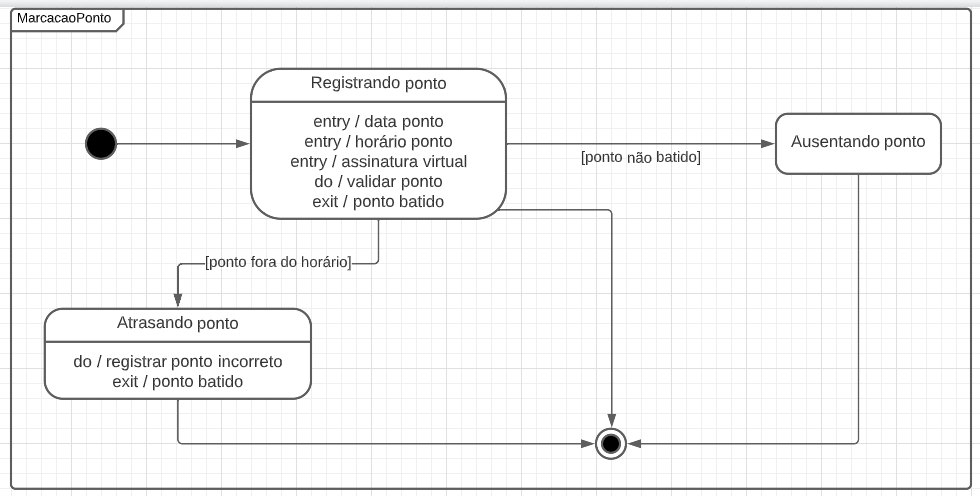 MarcacaoPonto
Registrando ponto
entry / data ponto
entry / horário ponto
entry / assinatura virtual
do / validar ponto
exit / ponto batido
[ponto não batido]
Ausentando ponto
[ponto fora do horário]
Atrasando ponto
do / registrar ponto incorreto
exit / ponto batido